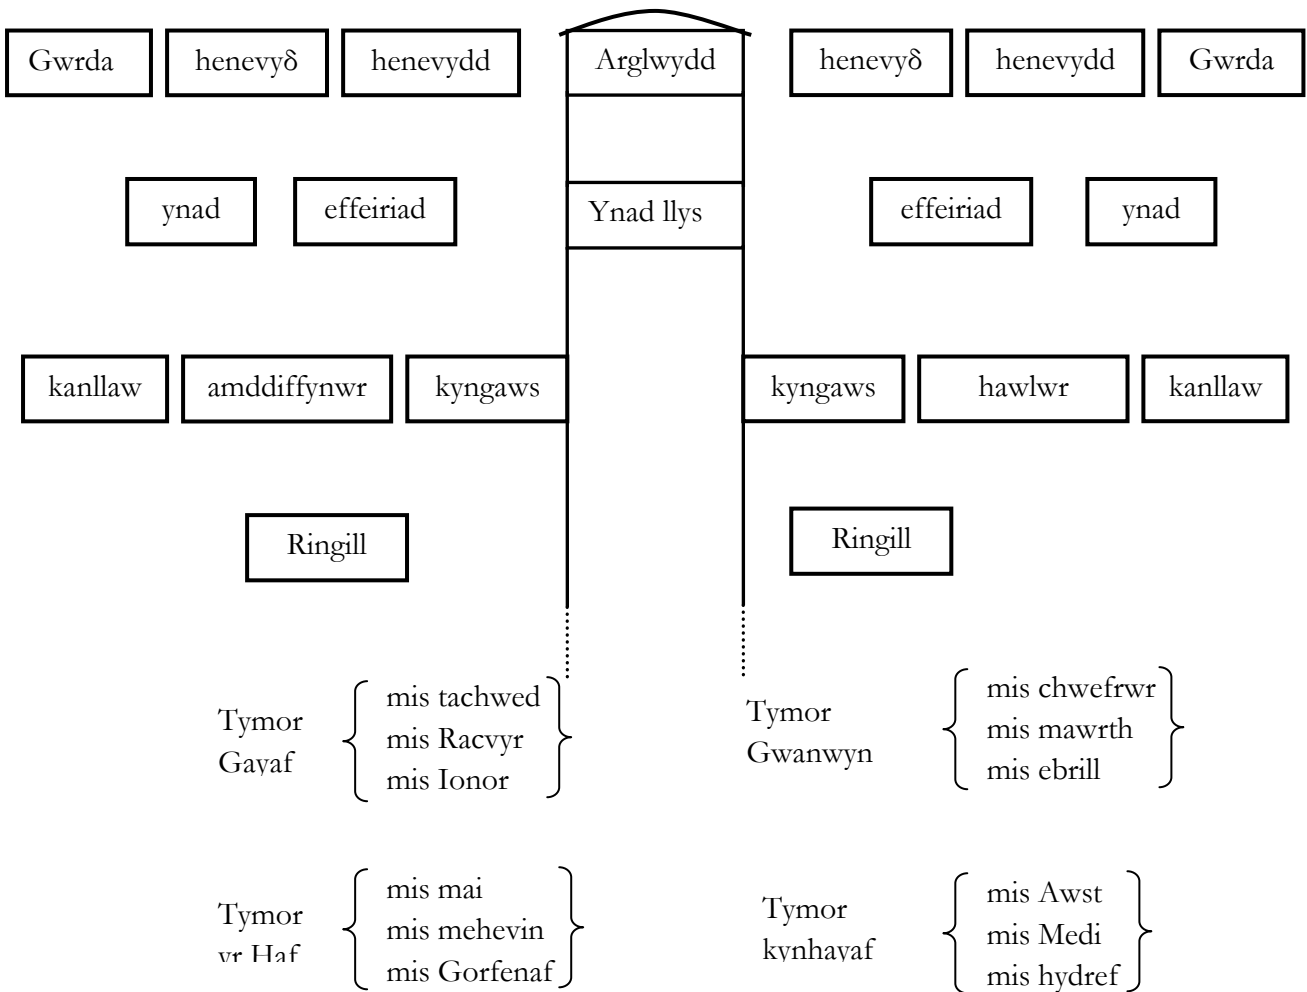 Gwrda henevyδ henevydd Arglwydd henevyδ henevydd Gwrda
ynad effeiriad Ynad llys effeiriad ynad
kanllaw amddiffynwr kyngaws kyngaws hawlwr kanllaw
Ringill Ringill
Tymor
Gayaf
mis tachwed
mis Racvyr
mis Ionor
Tymor
Gwanwyn
mis chwefrwr
mis mawrth
mis ebrill
Tymor
yr Haf
mis mai
mis mehevin
mis Gorfenaf
Tymor
kynhayaf
mis Awst
mis Medi
mis hydref